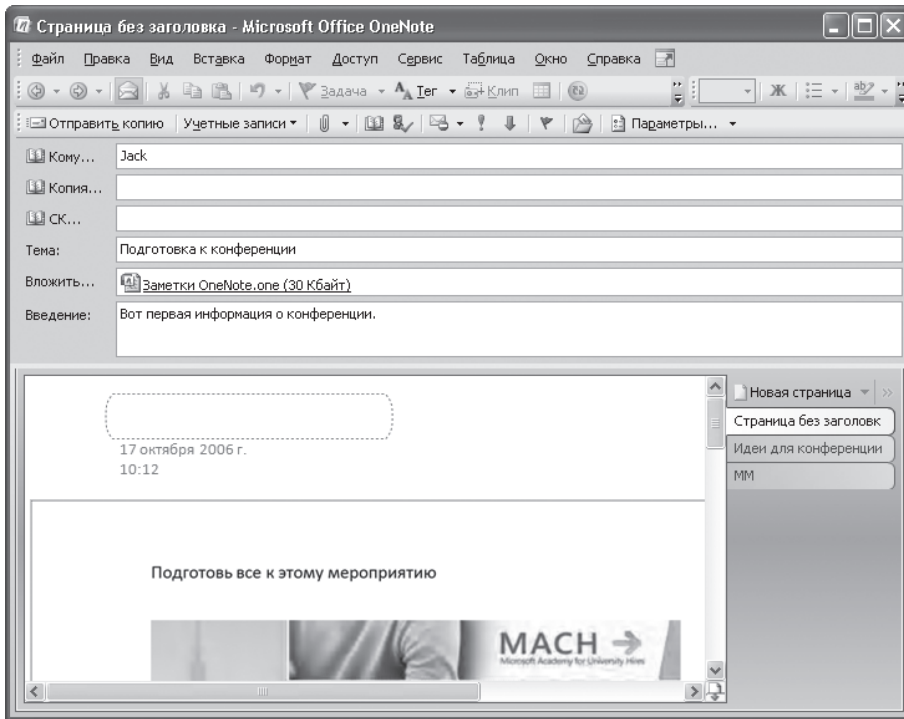 Страница без заголовка - Microsoft Office OneNote
Файл Правка Вид Вставка Формат Доступ Сервис Таблица Окно Справка
Задача Тег Клип Ж ab
Отправить копию Учетные записи Параметры...
Кому... Jack
Копия...
СК...
Тема: Подготовка к конференции
Вложить... Заметки OneNote.one (30 Кбайт)
Введение: Вот первая информация о конференции.
Новая страница
Страница без заголовк
Идеи для конференции
ММ
17 октября 2006 г.
10:12
Подготовь все к этому мероприятию
MACH
Microsoft Academy for University Hires